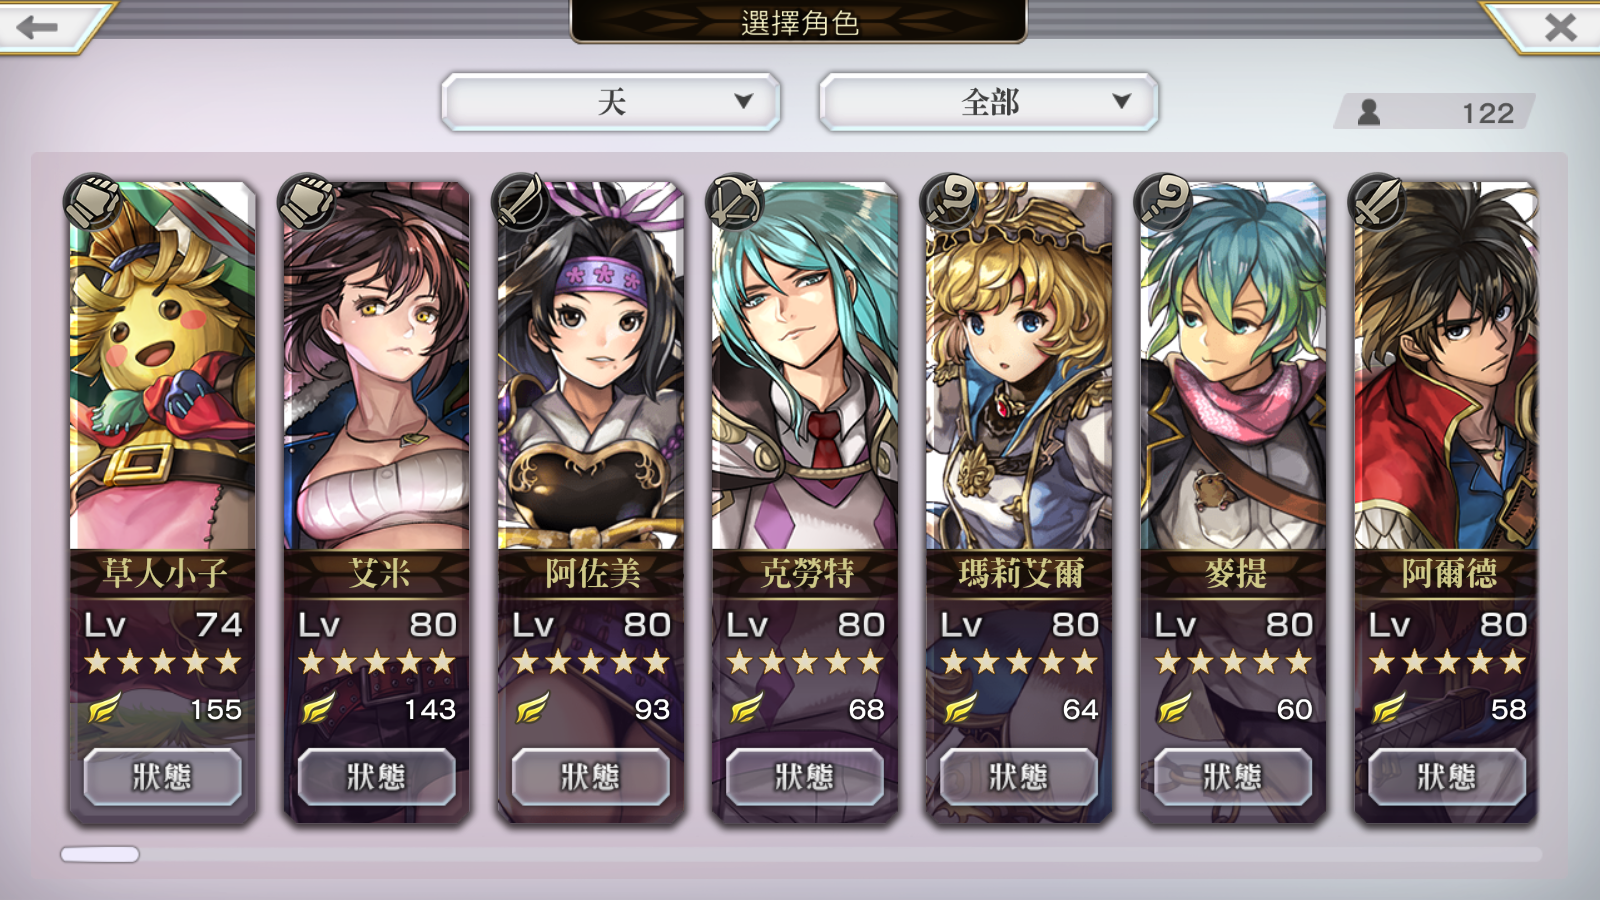 選擇角色
天
全部
122
草人小子
Lv 74
155
狀態
艾米
Lv 80
143
狀態
阿佐美
Lv 80
93
狀態
克勞特
Lv 80
68
狀態
瑪莉艾爾
Lv 80
64
狀態
麥提
Lv 80
60
狀態
阿爾德
Lv 80
58
狀態